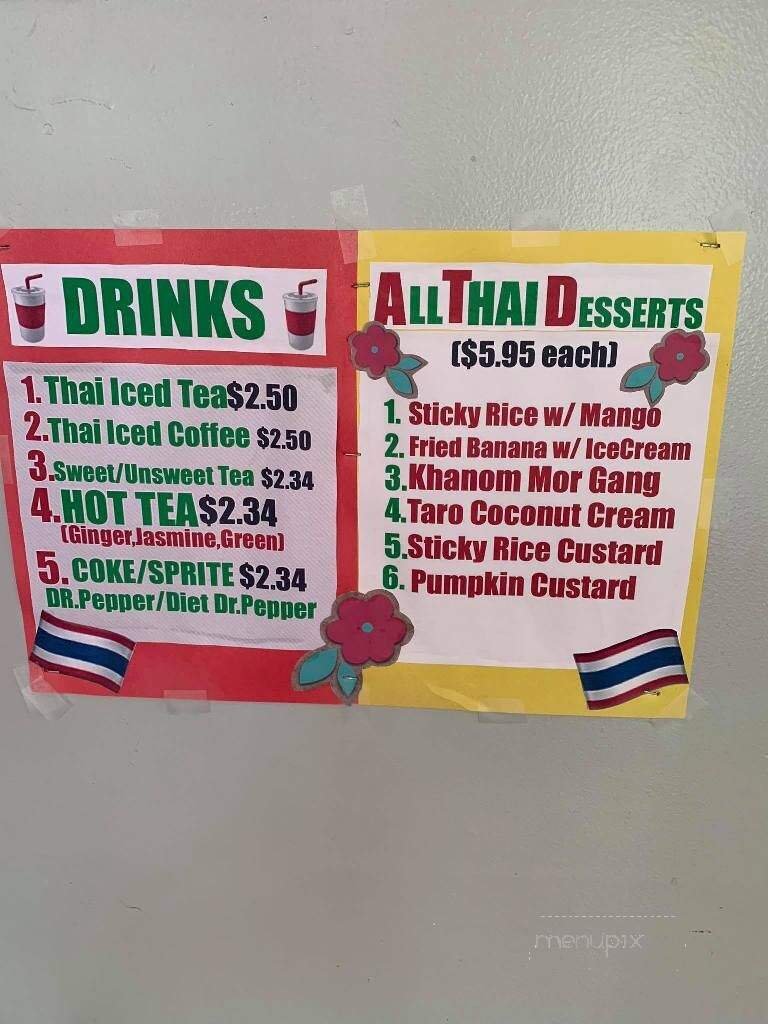 DRINKS
1. Thai Iced Tea $2.50
2. Thai Iced Coffee $2.50
3. Sweet/Unsweet Tea $2.34
4. HOT TEA $2.34
(Ginger,Jasmine,Green)
5. COKE/SPRITE $2.34
DR.Pepper/Diet Dr.Pepper
ALL THAI DESSERTS
($5.95 each)
1. Sticky Rice w/ Mango
2. Fried Banana w/ IceCream
3. Khanom Mor Gang
4. Taro Coconut Cream
5. Sticky Rice Custard
6. Pumpkin Custard
menupix